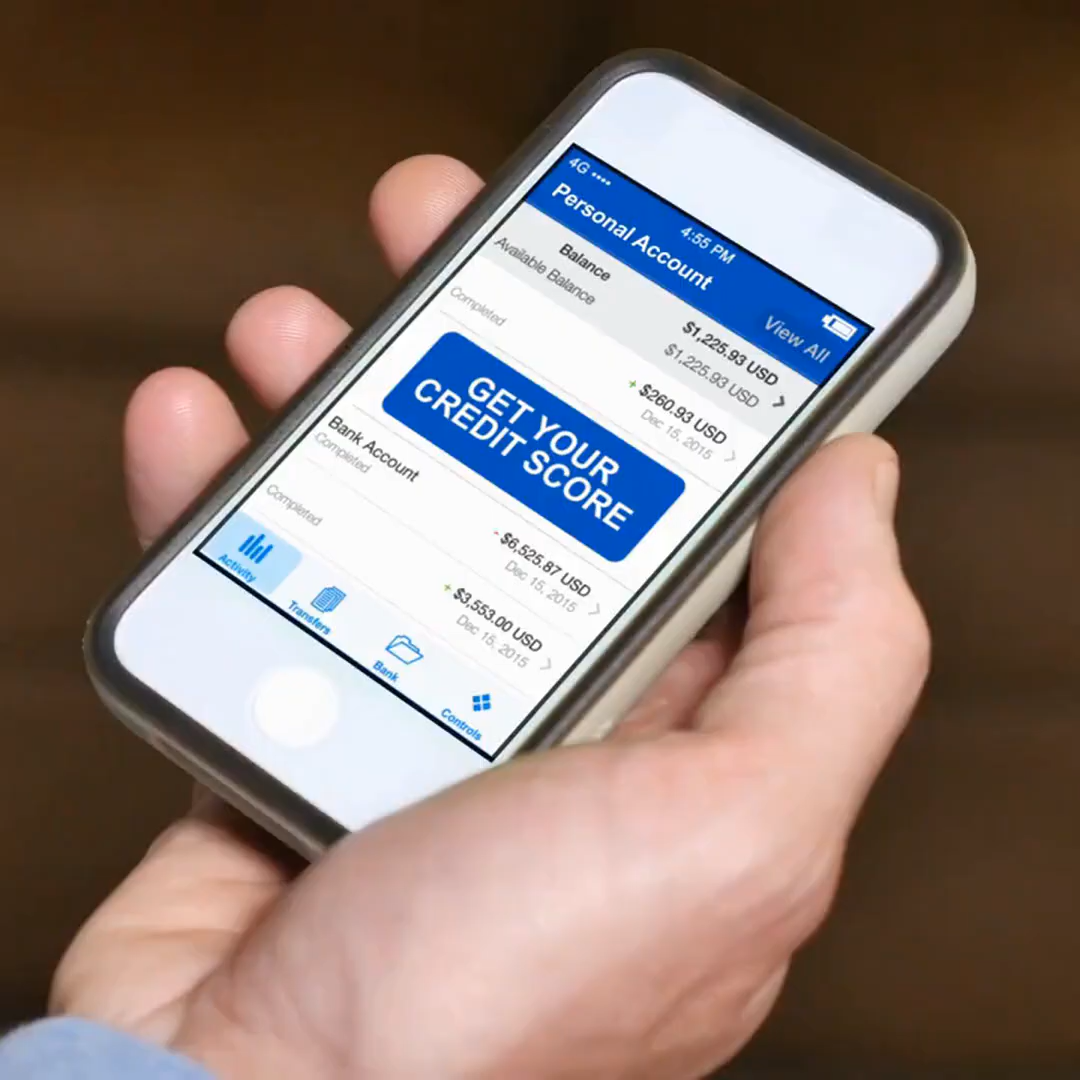 4G
4:55 PM
Personal Account
View All
Balance
$1,225.93 USD
Available Balance
$1,225.93 USD
Completed
+ $260.93 USD
Dec 15, 2015
GET YOUR
CREDIT SCORE
Bank Account
- $6,525.87 USD
Completed
Dec 15, 2015
+ $3,553.00 USD
Completed
Dec 15, 2015
Activity
Transfers
Bank
Controls